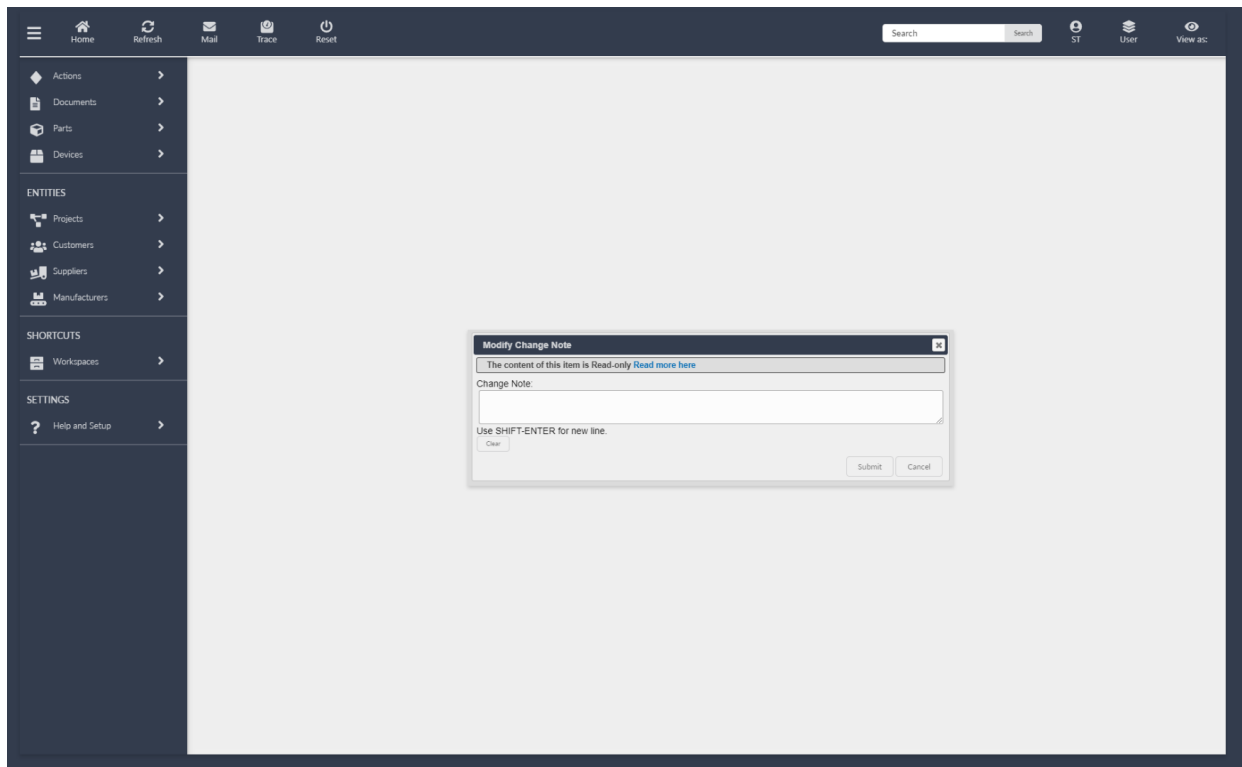 Home Refresh Mail Trace Reset Search Search ST User View as:
Actions
Documents
Parts
Devices
ENTITIES
Projects
Customers
Suppliers
Manufacturers
SHORTCUTS
Workspaces
SETTINGS
? Help and Setup
Modify Change Note
The content of this item is Read-only Read more here
Change Note:
Use SHIFT-ENTER for new line.
Clear
Submit Cancel